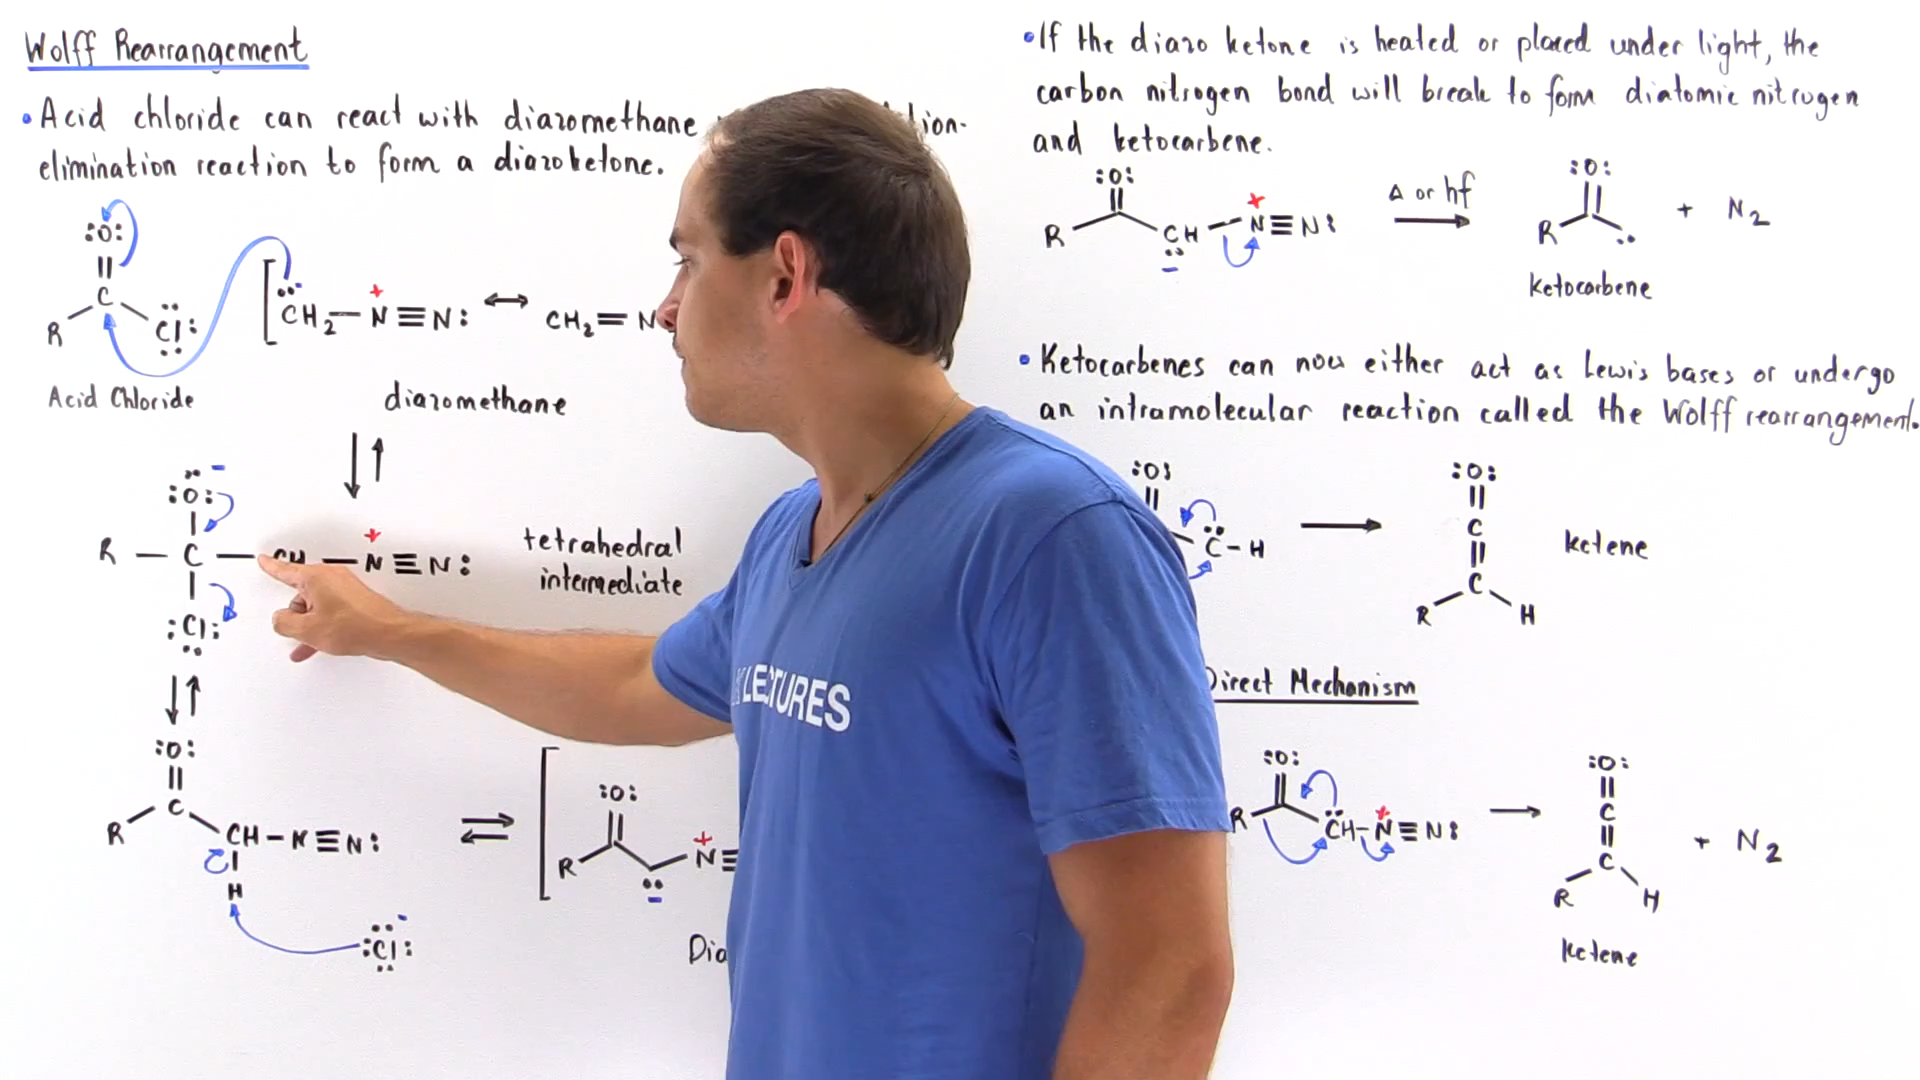 Wolff Rearrangement
• Acid chloride can react with diazomethane
elimination reaction to form a diazoketone.
:O:
||
C
R
Cl:
Acid Chloride
[CH2—N≡N: ↔ CH2=N
+
diazomethane
:O: -
R — C — CH — N≡N:
+
:Cl:
tetrahedral
intermediate
:O:
||
C
R
CH-N≡N:
H
:Cl: -
:O:
R
N≡
+
-
Dia
• If the diazo ketone is heated or placed under light, the
carbon nitrogen bond will break to form diatomic nitrogen
and ketocarbene.
:O:
R CH—N≡N:
+
-
Δ or hf
:O:
R
+ N2
ketocarbene
• Ketocarbenes can now either act as Lewis bases or undergo
an intramolecular reaction called the Wolff rearrangement.
:O:
C-H
:O:
||
C
||
C
R H
ketene
Direct Mechanism
:O:
R CH-N≡N:
+
:O:
||
C
||
C
R H
+ N2
ketene
LECTURES